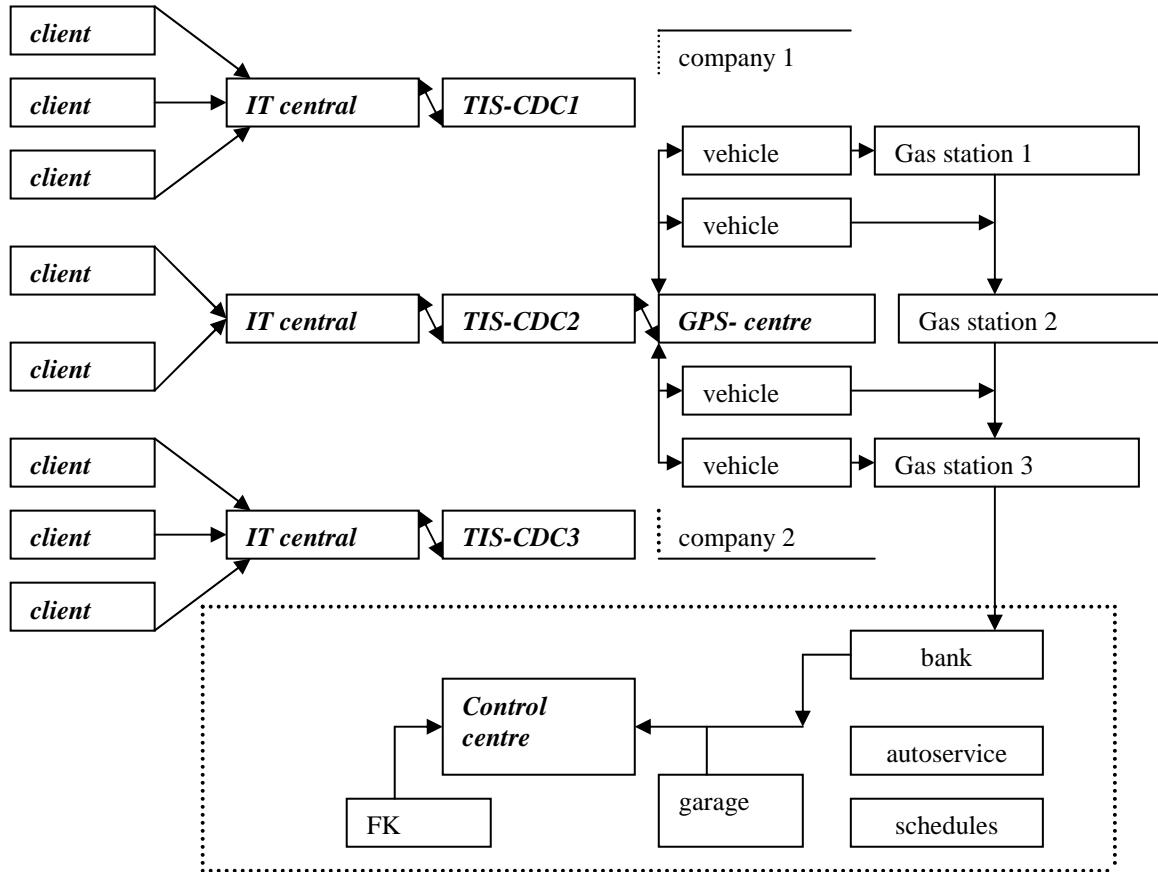 client
company 1
client
IT central
TIS-CDC1
client
vehicle
Gas station 1
vehicle
client
IT central
TIS-CDC2
GPS- centre
Gas station 2
client
vehicle
client
vehicle
Gas station 3
client
IT central
TIS-CDC3
company 2
client
bank
Control
centre
autoservice
garage
FK
schedules